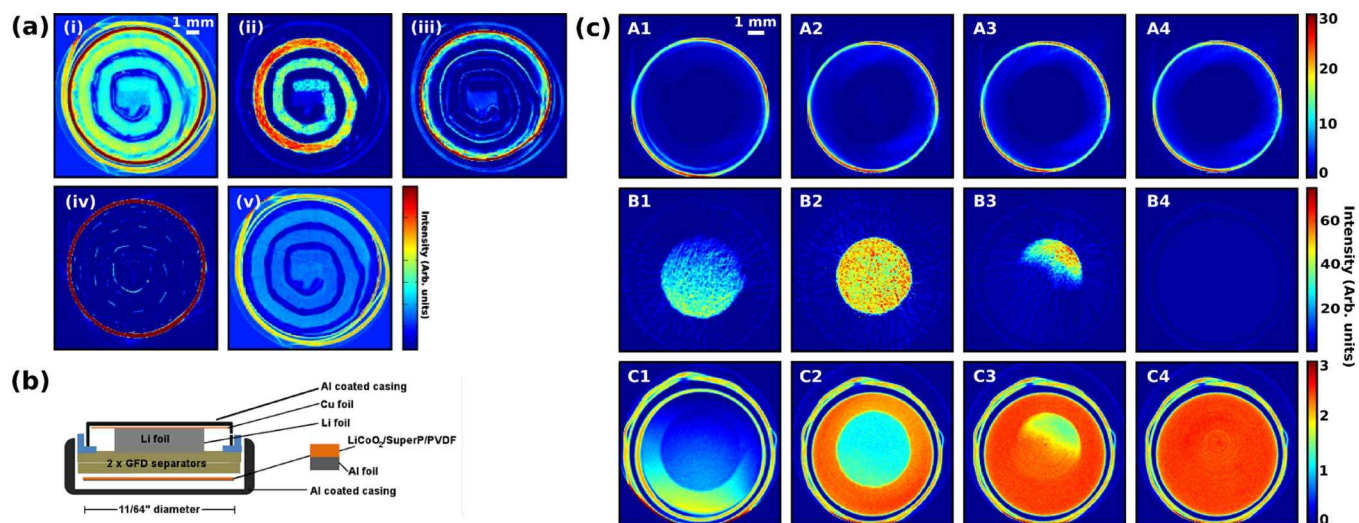 (a)
(i)
1 mm
(ii)
(iii)
(iv)
(v)
Intensity (Arb. units)
(b)
Al coated casing
Cu foil
Li foil
LiCoO₂/SuperP/PVDF
Al foil
Li foil
2 x GFD separators
Al coated casing
11/64" diameter
(c)
A1
1 mm
A2
A3
A4
30
20
10
0
B1
B2
B3
B4
60
40
20
Intensity (Arb. units)
C1
C2
C3
C4
3
2
1
0